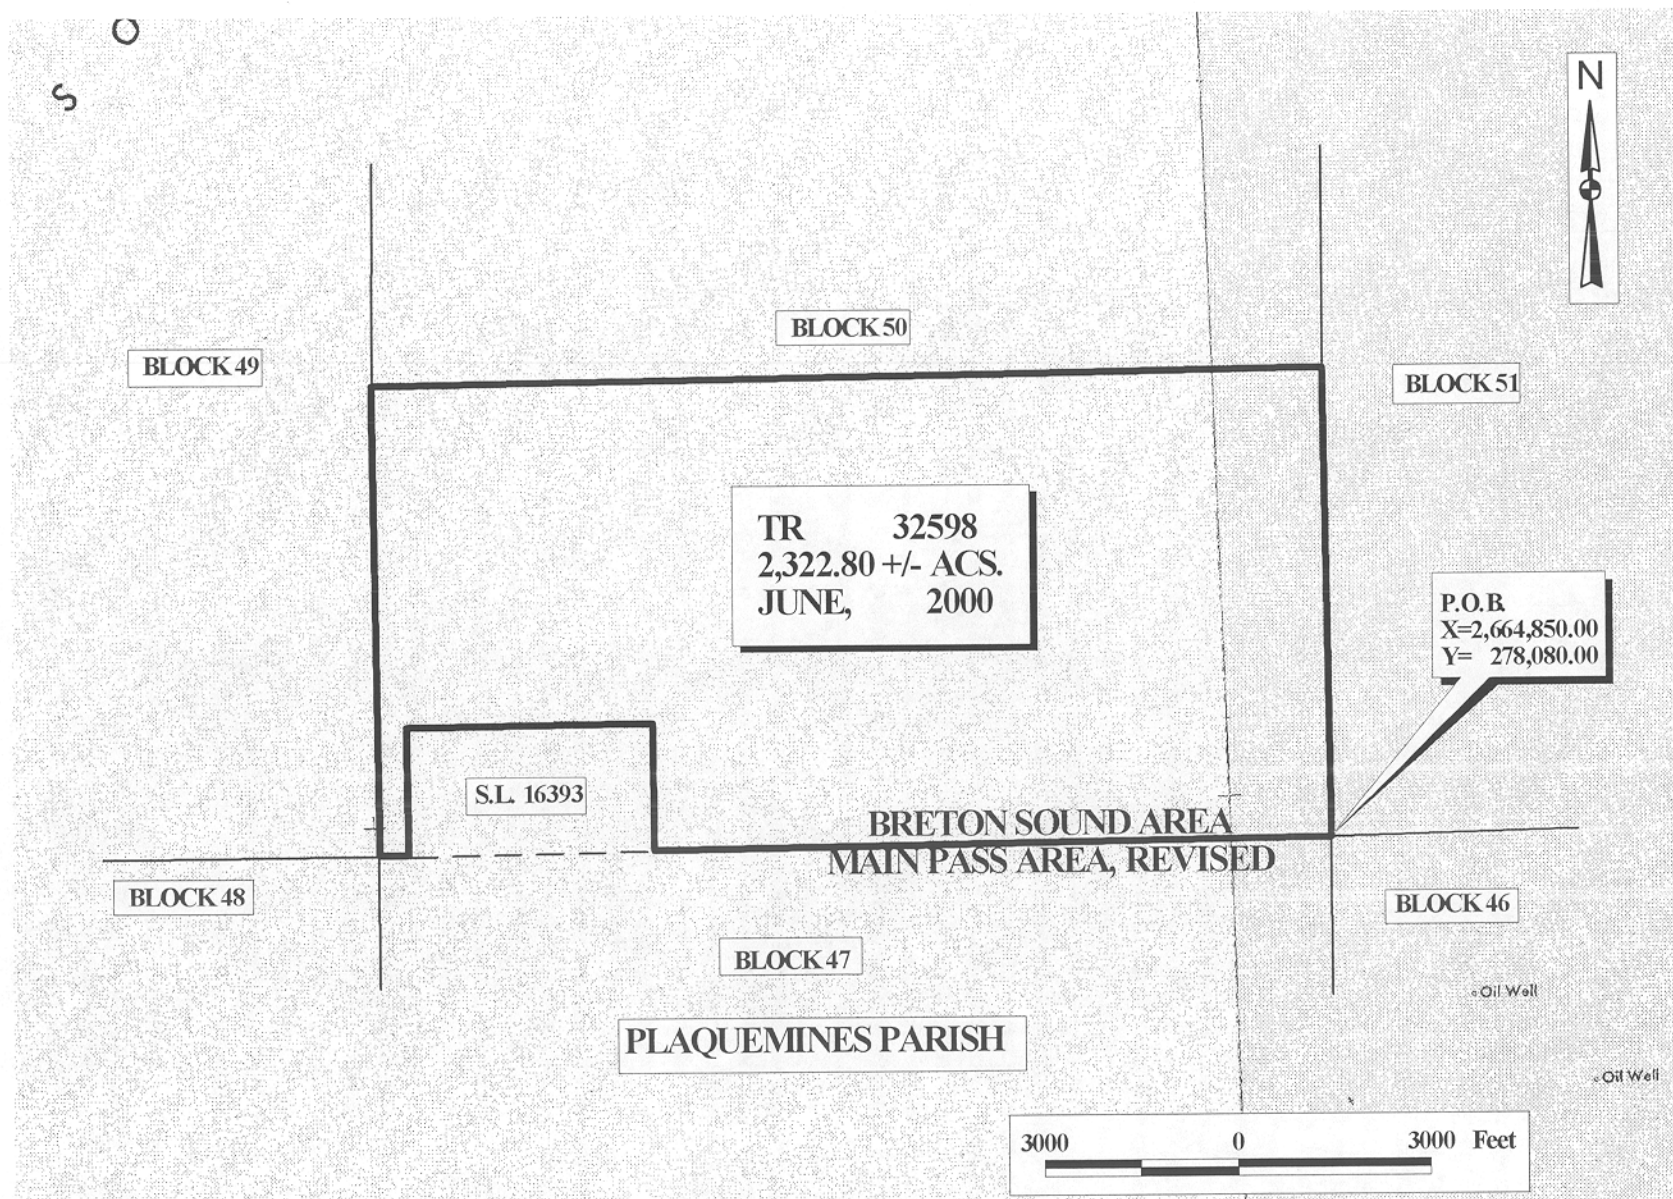 O
S
N
BLOCK 50
BLOCK 49
BLOCK 51
TR 32598
2,322.80 +/- ACS.
JUNE, 2000
P.O.B.
X=2,664,850.00
Y= 278,080.00
S.L. 16393
BRETON SOUND AREA
MAIN PASS AREA, REVISED
BLOCK 48
BLOCK 46
BLOCK 47
Oil Well
PLAQUEMINES PARISH
Oil Well
3000 0 3000 Feet